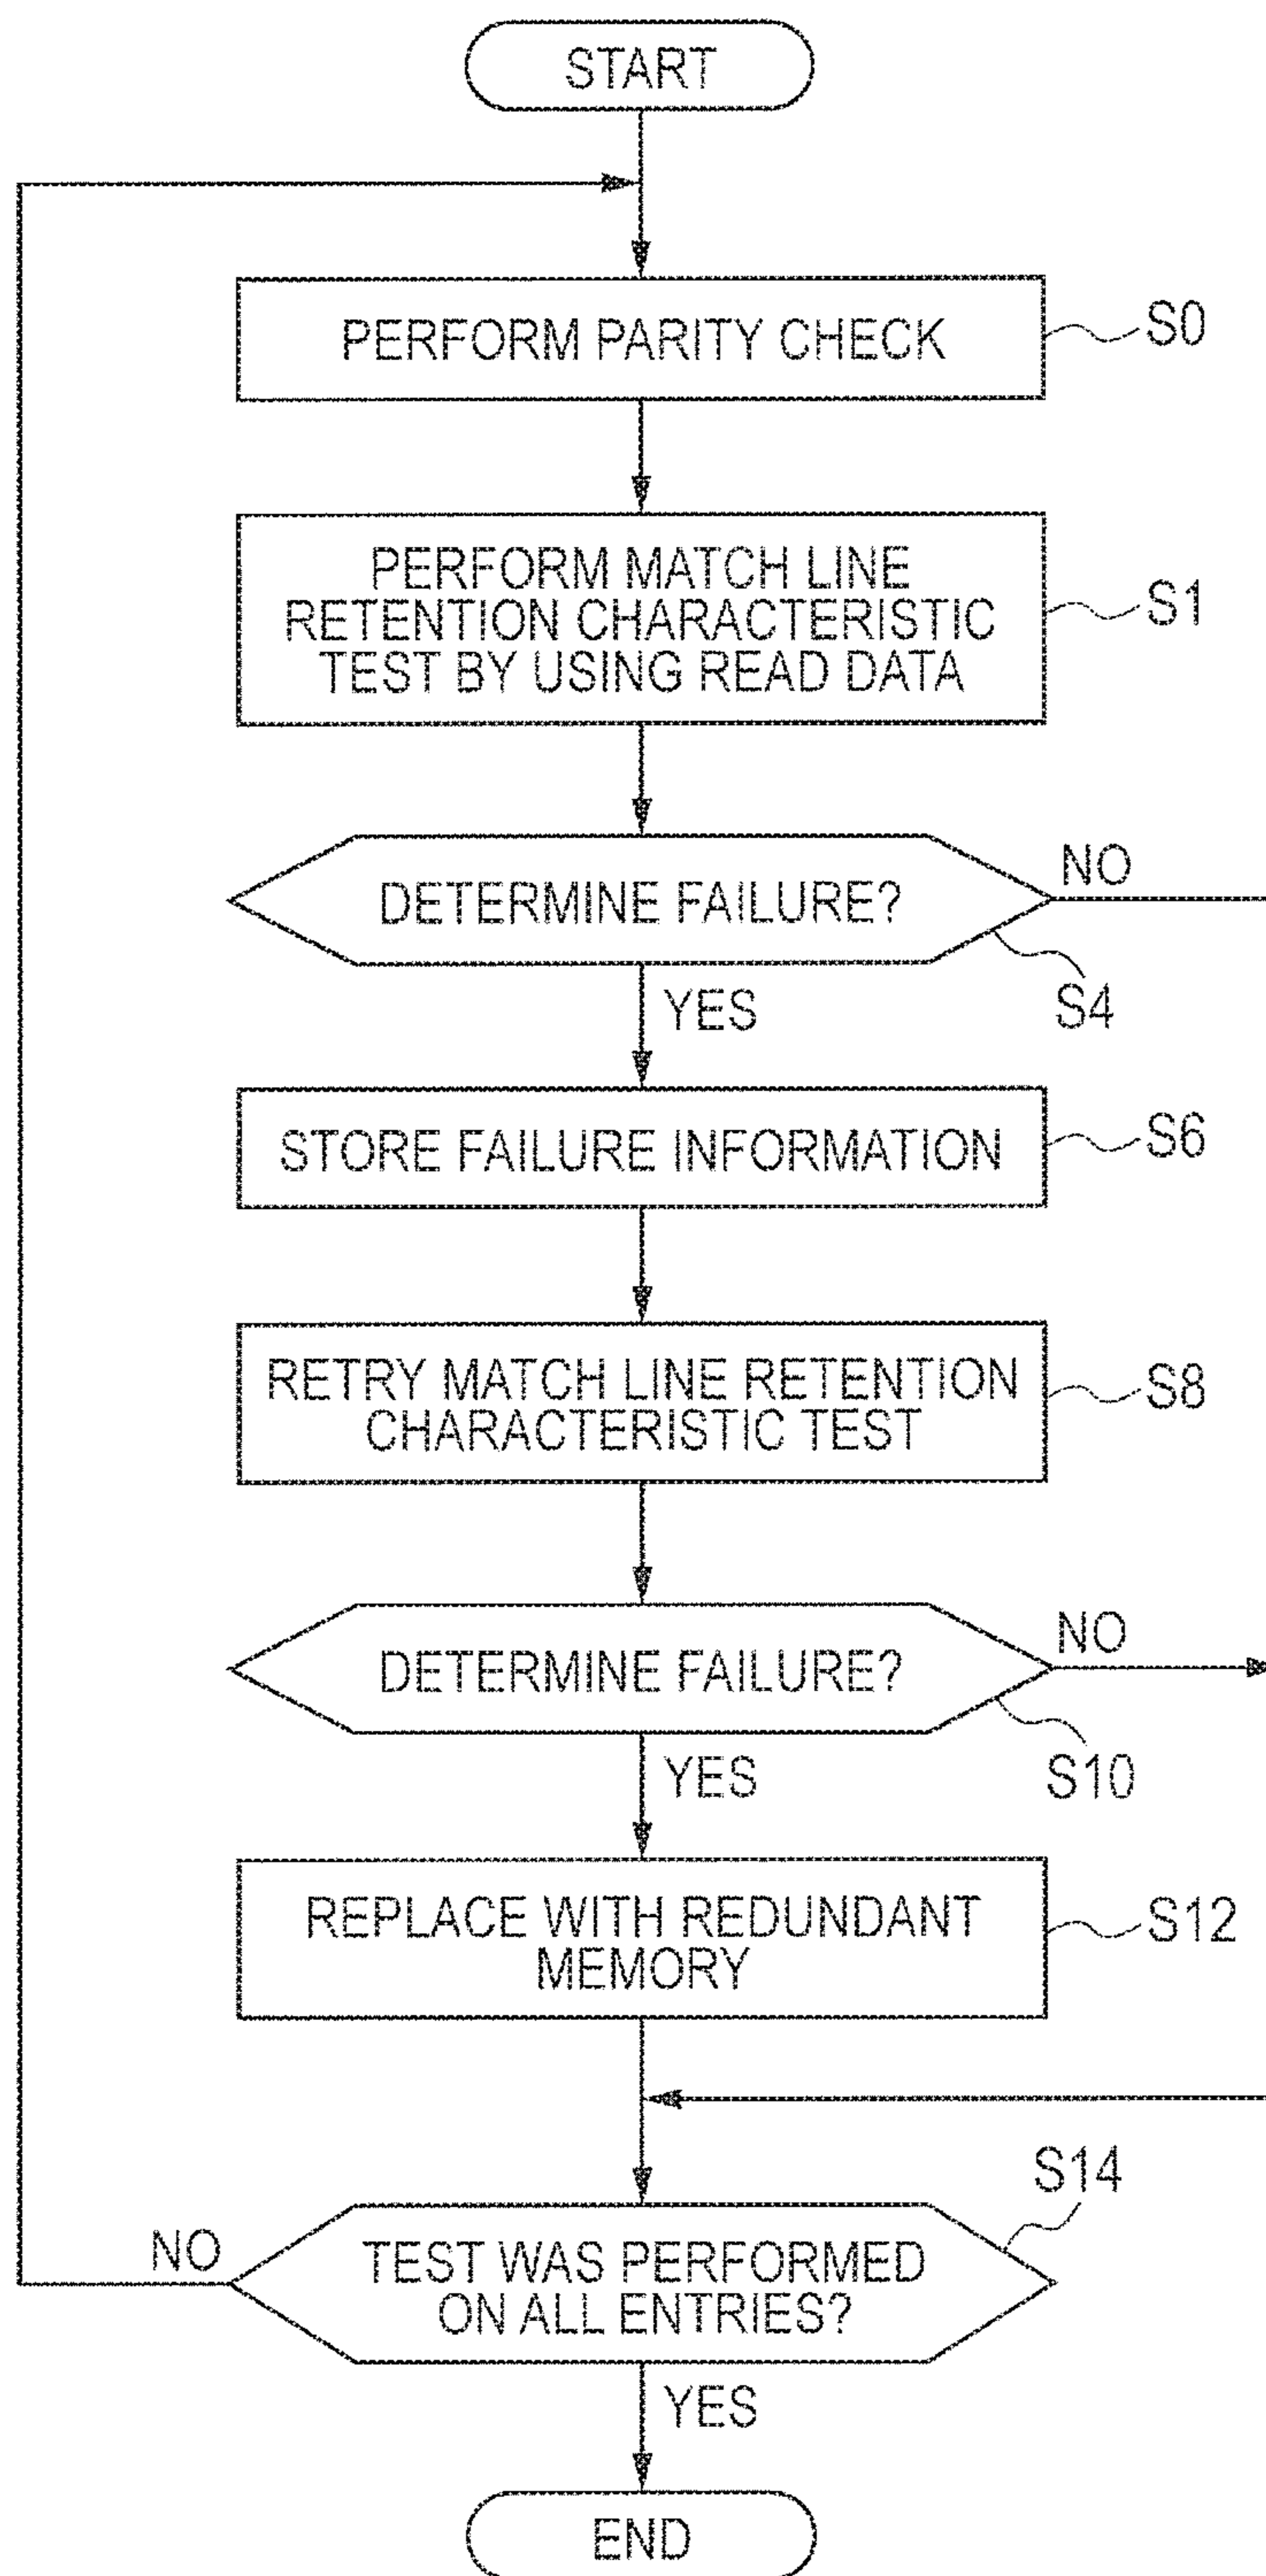 START
PERFORM PARITY CHECK
S0
PERFORM MATCH LINE
RETENTION CHARACTERISTIC
TEST BY USING READ DATA
S1
DETERMINE FAILURE?
NO
S4
YES
STORE FAILURE INFORMATION
S6
RETRY MATCH LINE RETENTION
CHARACTERISTIC TEST
S8
DETERMINE FAILURE?
NO
S10
YES
REPLACE WITH REDUNDANT
MEMORY
S12
S14
NO
TEST WAS PERFORMED
ON ALL ENTRIES?
YES
END